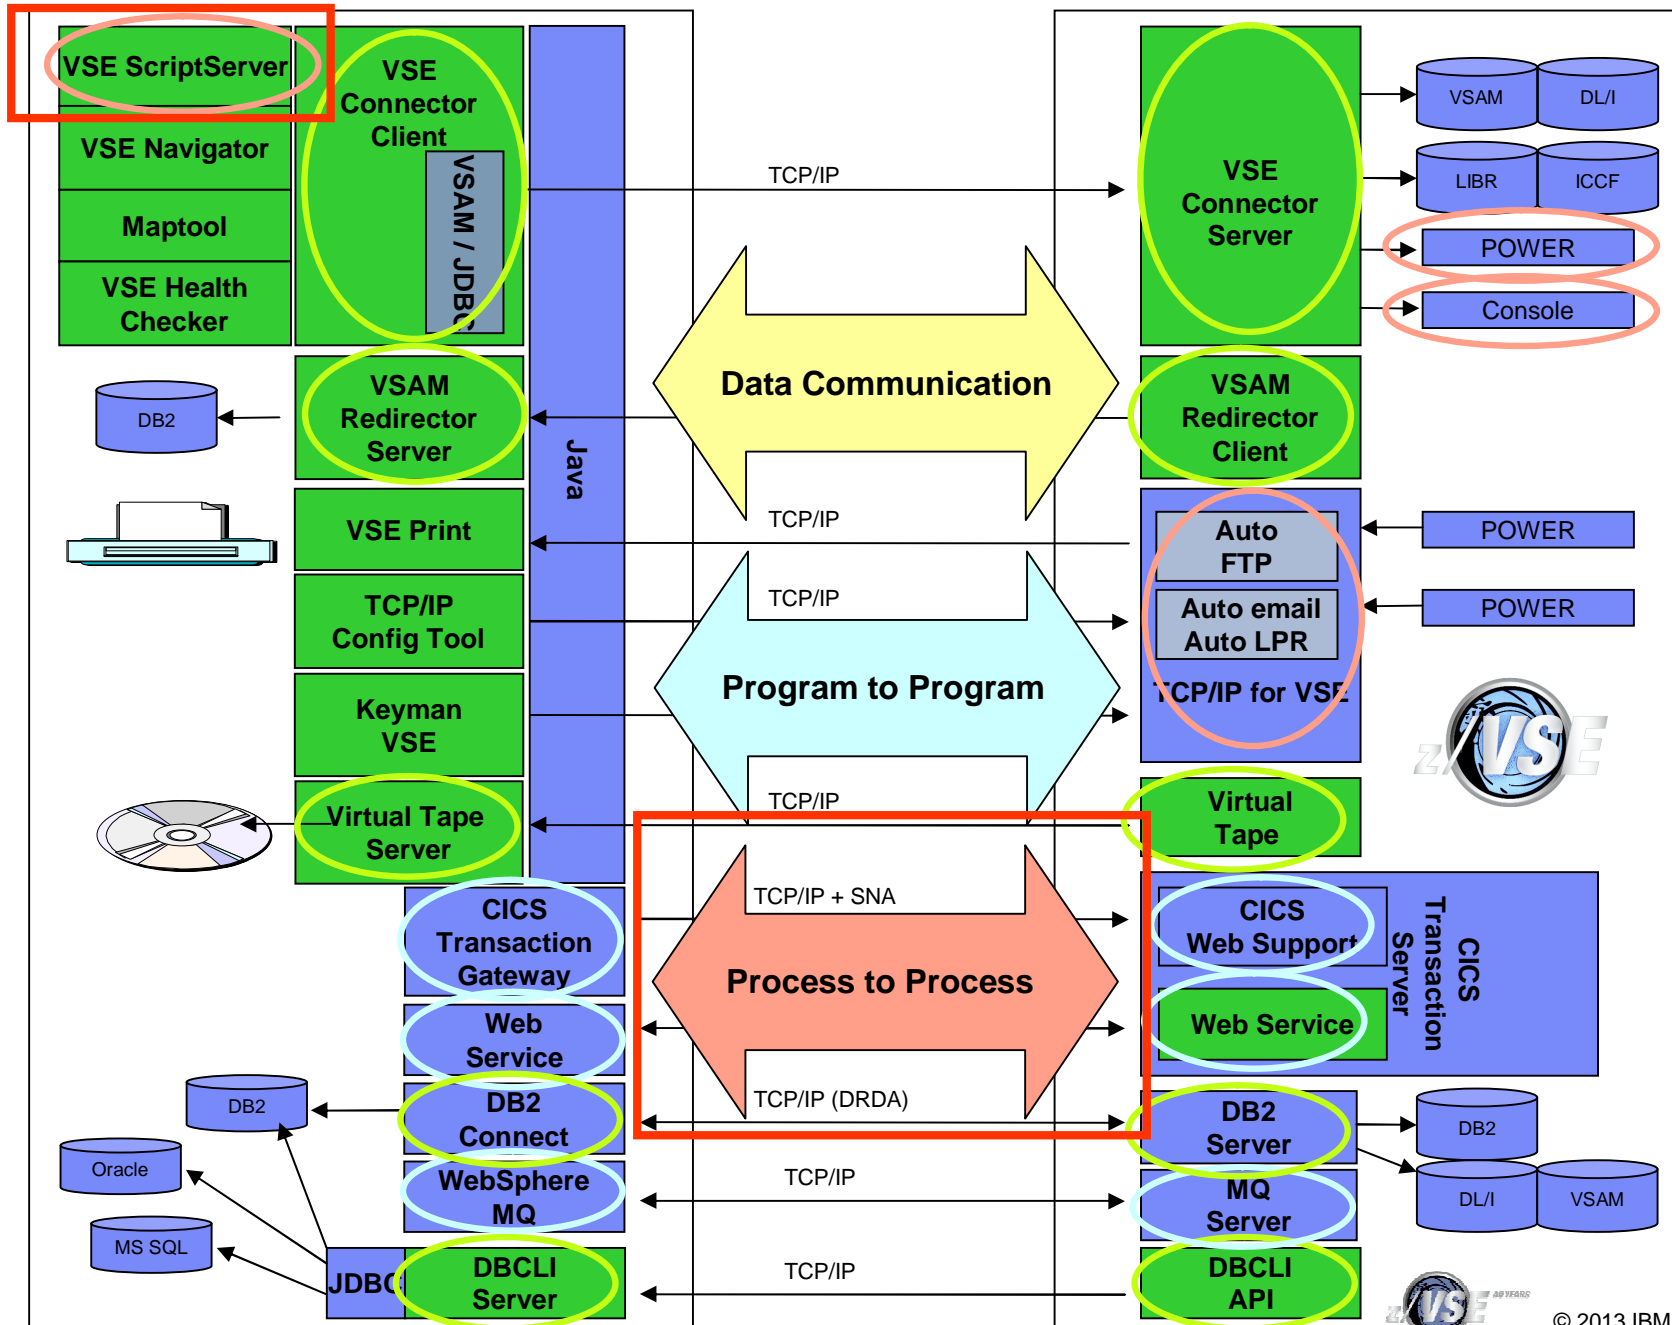 VSE ScriptServer
VSE Navigator
Maptool
VSE Health
Checker
VSE
Connector
Client
VSAM / JDBC
Java
TCP/IP
VSE
Connector
Server
VSAM
DL/I
LIBR
ICCF
POWER
Console
Data Communication
DB2
VSAM
Redirector
Server
VSAM
Redirector
Client
VSE Print
TCP/IP
Auto
FTP
POWER
TCP/IP
Config Tool
TCP/IP
Auto email
Auto LPR
POWER
Program to Program
TCP/IP for VSE
Keyman
VSE
z/VSE
Virtual Tape
Server
TCP/IP
Virtual
Tape
CICS
Transaction
Gateway
TCP/IP + SNA
CICS
Web Support
CICS
Transaction
Server
Process to Process
Web
Service
Web Service
DB2
DB2
Connect
TCP/IP (DRDA)
DB2
Server
DB2
Oracle
WebSphere
MQ
TCP/IP
MQ
Server
DL/I
VSAM
MS SQL
JDBC
DBCLI
Server
TCP/IP
DBCLI
API
z/VSE
© 2013 IBM